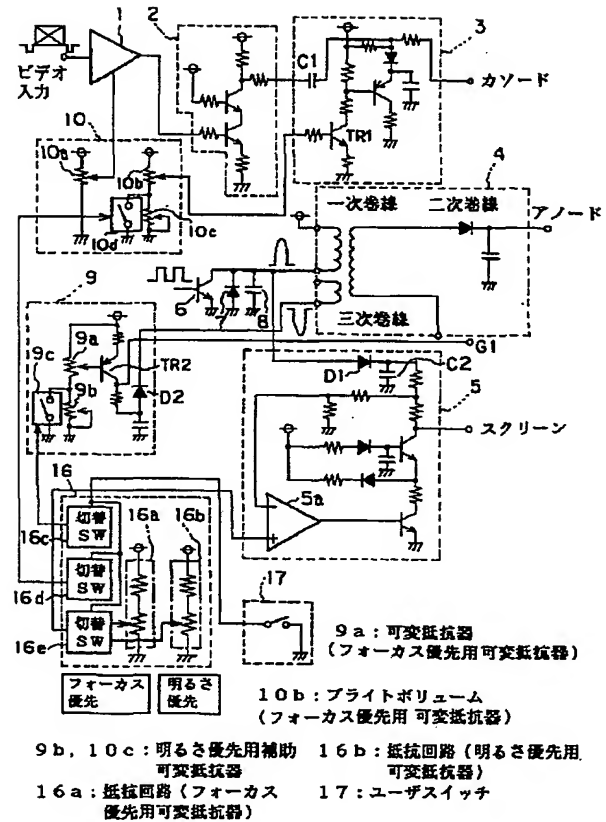 1
2
3
ビデオ
入力
C1
カソード
TR1
10
10a
10b
10c
10d
4
一次巻線
二次巻線
アノード
三次巻線
6
7
8
9
9a
9b
9c
TR2
D2
G1
D1
C2
5
スクリーン
5a
16
16a
16b
切替
SW
16c
切替
SW
16d
切替
SW
16e
17
フォーカス
優先
明るさ
優先
9a:可変抵抗器
(フォーカス優先用可変抵抗器)
10b:ブライトボリューム
(フォーカス優先用 可変抵抗器)
9b, 10c:明るさ優先用補助
可変抵抗器
16a:抵抗回路(フォーカス
優先用可変抵抗器)
16b:抵抗回路(明るさ優先用
可変抵抗器)
17:ユーザスイッチ